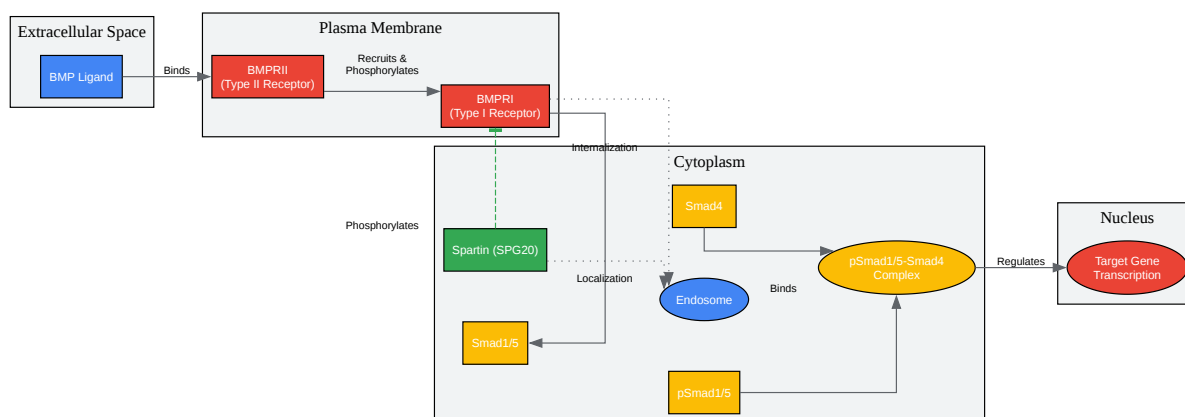 Extracellular Space
BMP Ligand
Binds
Plasma Membrane
BMPRII
(Type II Receptor)
Recruits &
Phosphorylates
BMPRI
(Type I Receptor)
Internalization
Cytoplasm
Smad4
Phosphorylates
Spartin (SPG20)
Localization
Endosome
Binds
pSmad1/5-Smad4
Complex
Regulates
Nucleus
Target Gene
Transcription
Smad1/5
pSmad1/5